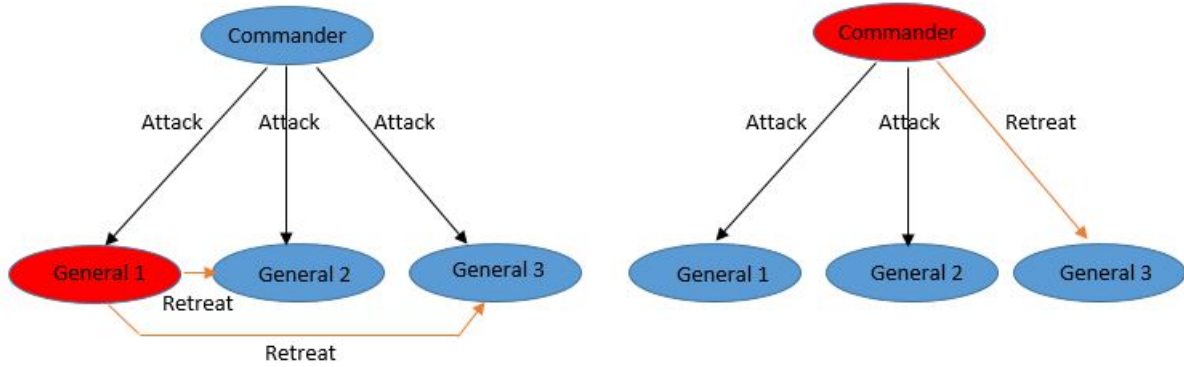 Commander
Attack
Attack
Attack
General 1
General 2
General 3
Retreat
Retreat
Commander
Attack
Attack
Retreat
General 1
General 2
General 3